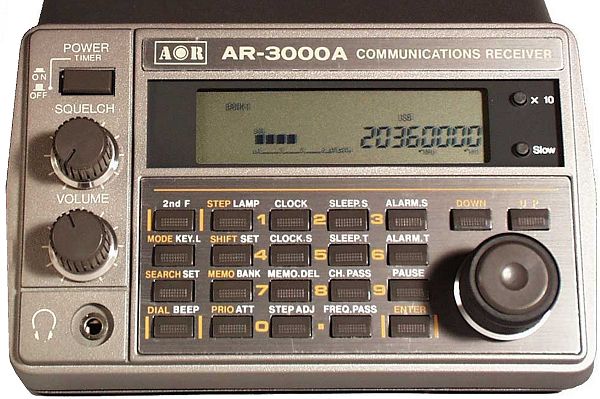 POWER
TIMER
ON
OFF
SQUELCH
VOLUME
AOR AR-3000A COMMUNICATIONS RECEIVER
BANK-1
USB
20360000
X 10
Slow
2nd F STEP LAMP CLOCK SLEEP.S ALARM.S DOWN UP
1 2 3
MODE KEY.L SHIFT SET CLOCK.S SLEEP.T ALARM.T
4 5 6
SEARCH SET MEMO BANK MEMO.DEL CH.PASS PAUSE
7 8 9
DIAL BEEP PRIO ATT STEP ADJ FREQ.PASS ENTER
0 .